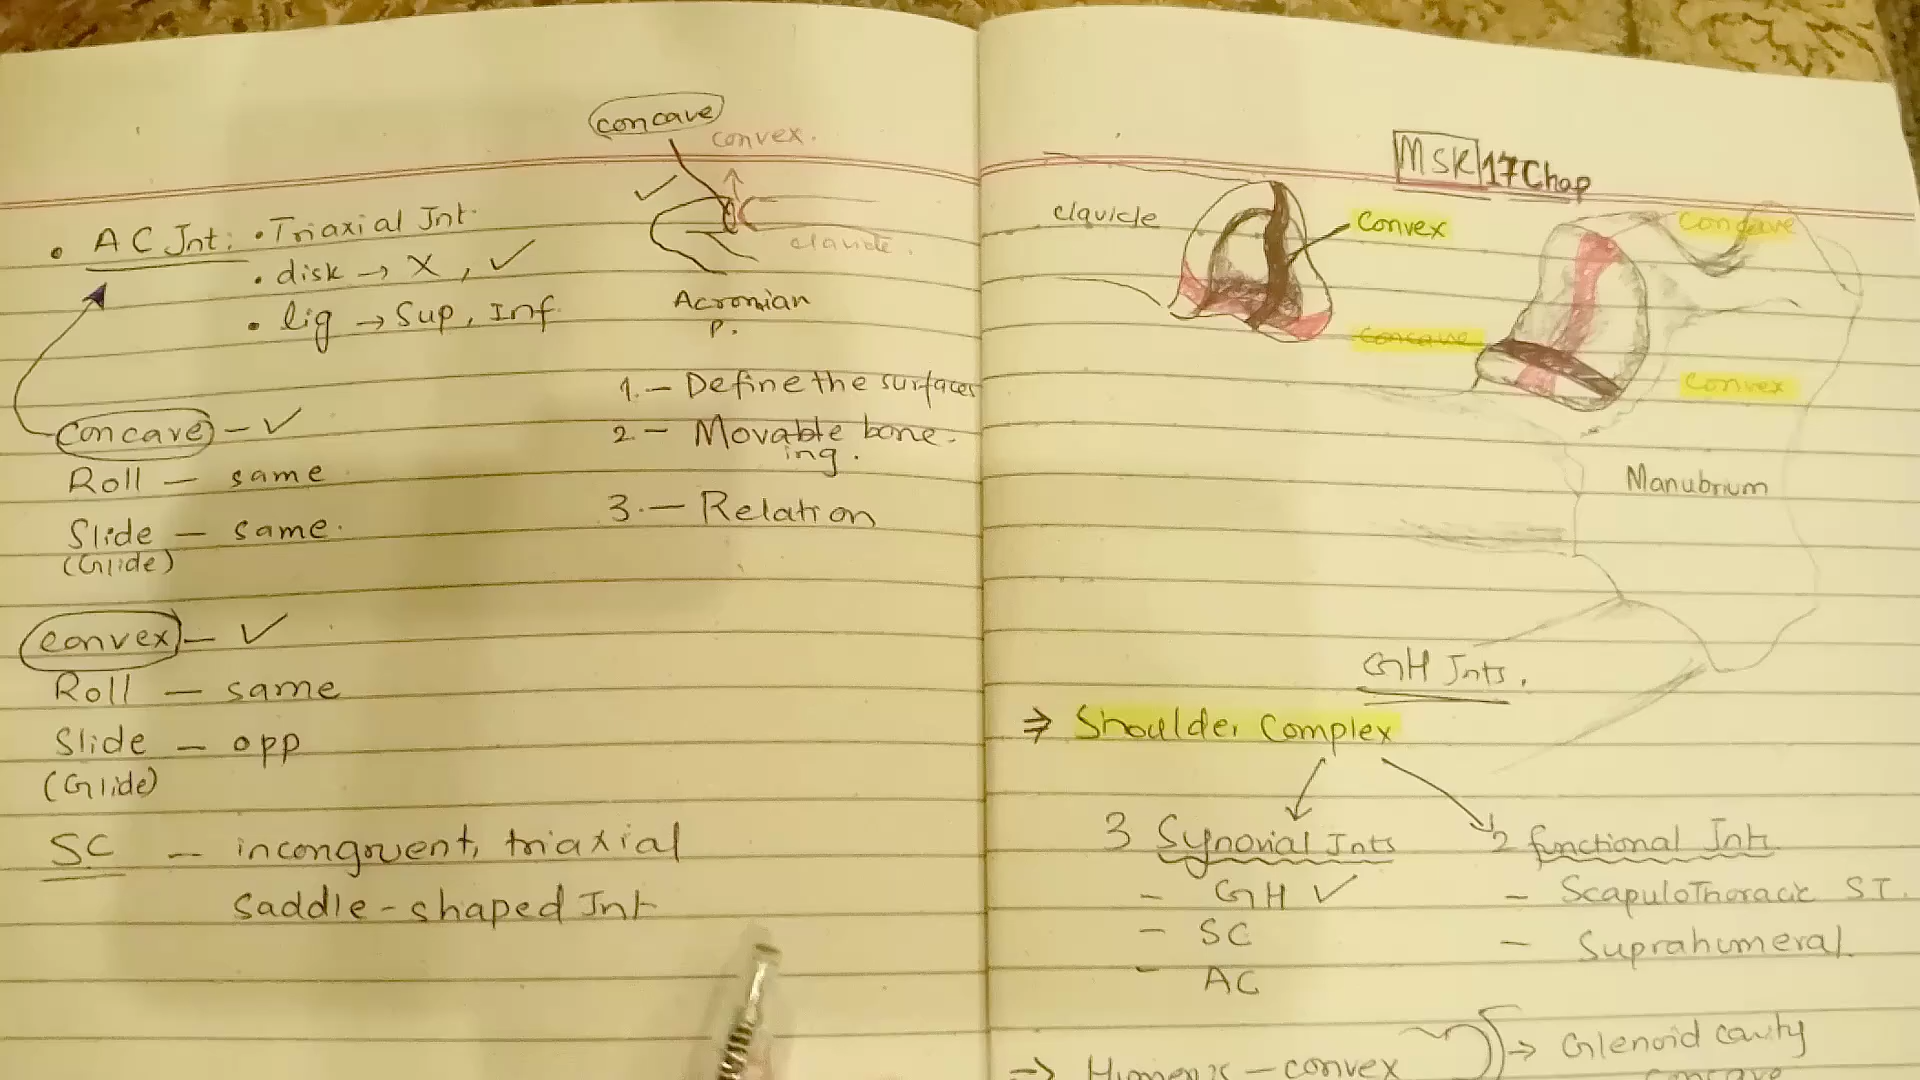 concave
convex.
• AC Jnt: • Triaxial Jnt.
• disk → X, ✓
• lig → Sup, Inf
clavicle.
Acromian
P.
1.— Define the surfaces
2 — Movable bone.
ing.
3.— Relation
concave — ✓
Roll — same
Slide — same.
(Glide)
convex — ✓
Roll — same
Slide — opp
(Glide)
SC — incongruent, triaxial
saddle-shaped Jnt
MSK 17 Chap
clavicle
Convex
Concave
Concave
Convex
Manubrium
GH Jnts.
⇒ Shoulder Complex
3 Synovial Jnts
- GH ✓
- SC
- AC
2 functional Jnts
- ScapuloThoracic ST.
- Suprahumeral
⇒ Humerus — convex
→ Glenoid cavity
concave